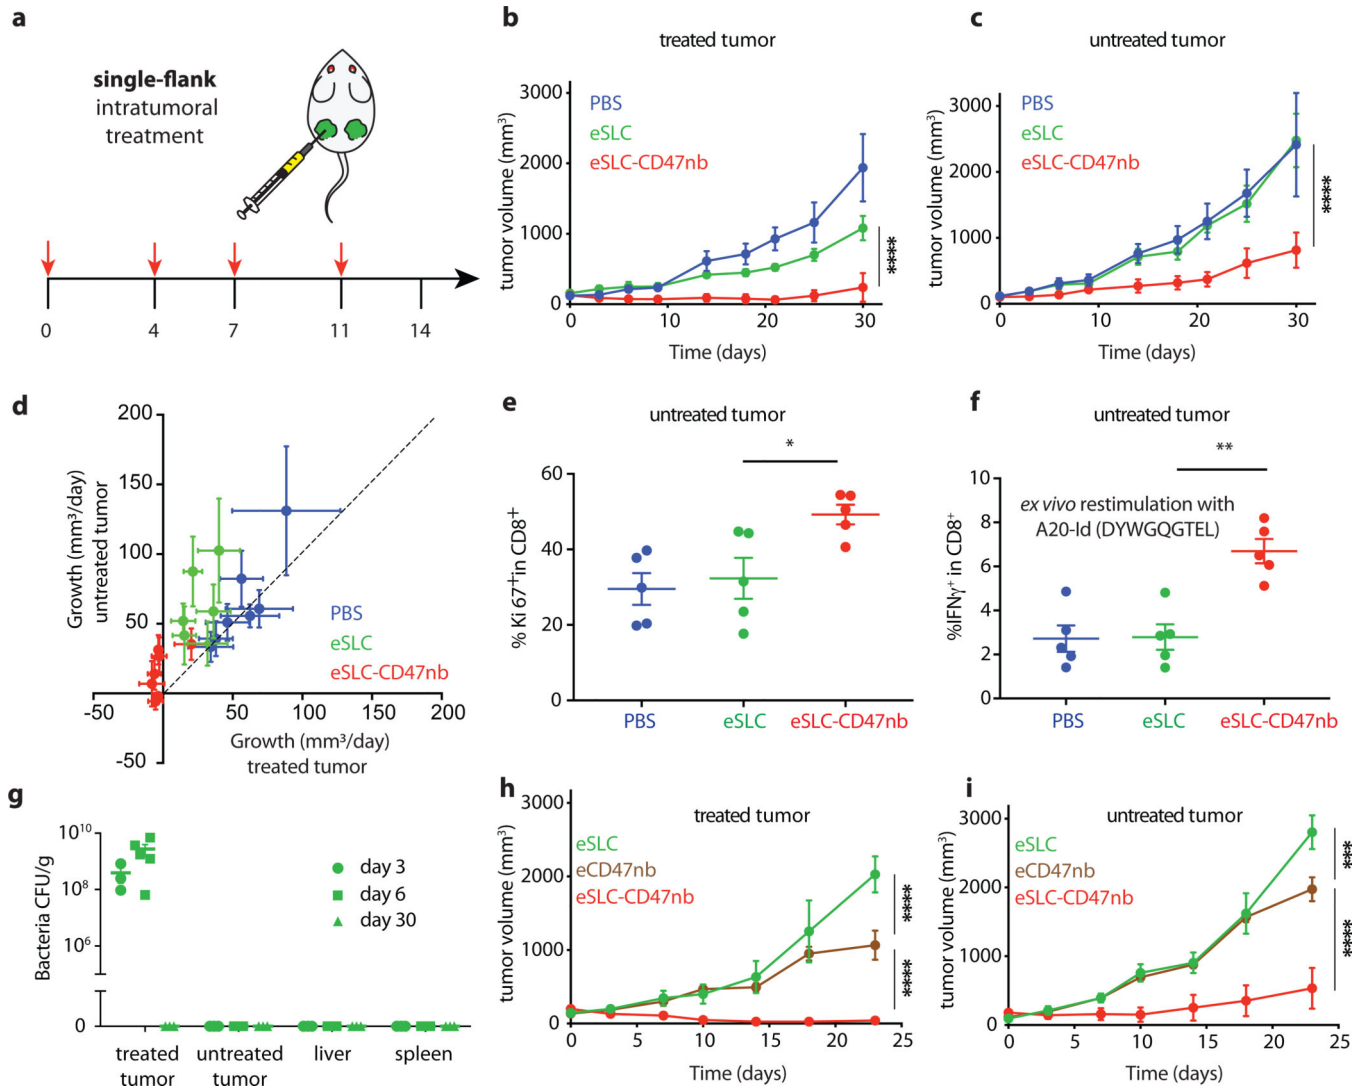 a
single-flank
intratumoral
treatment
0 4 7 11 14
b
treated tumor
tumor volume (mm³)
3000
2000
1000
0
PBS
eSLC
eSLC-CD47nb
****
0 10 20 30
Time (days)
c
untreated tumor
tumor volume (mm³)
3000
2000
1000
0
PBS
eSLC
eSLC-CD47nb
****
0 10 20 30
Time (days)
d
Growth (mm³/day)
untreated tumor
200
150
100
50
-50
PBS
eSLC
eSLC-CD47nb
-50 0 50 100 150 200
Growth (mm³/day)
treated tumor
e
untreated tumor
*
% Ki 67⁺in CD8⁺
60
40
20
0
PBS eSLC eSLC-CD47nb
f
untreated tumor
**
ex vivo restimulation with
A20-Id (DYWGQGTEL)
%IFNγ⁺ in CD8⁺
10
8
6
4
2
0
PBS eSLC eSLC-CD47nb
g
Bacteria CFU/g
10¹⁰
10⁸
10⁶
0
day 3
day 6
day 30
treated untreated liver spleen
tumor tumor
h
treated tumor
tumor volume (mm³)
3000
2000
1000
0
eSLC
eCD47nb
eSLC-CD47nb
****
****
0 5 10 15 20 25
Time (days)
i
untreated tumor
tumor volume (mm³)
3000
2000
1000
0
eSLC
eCD47nb
eSLC-CD47nb
***
****
0 5 10 15 20 25
Time (days)